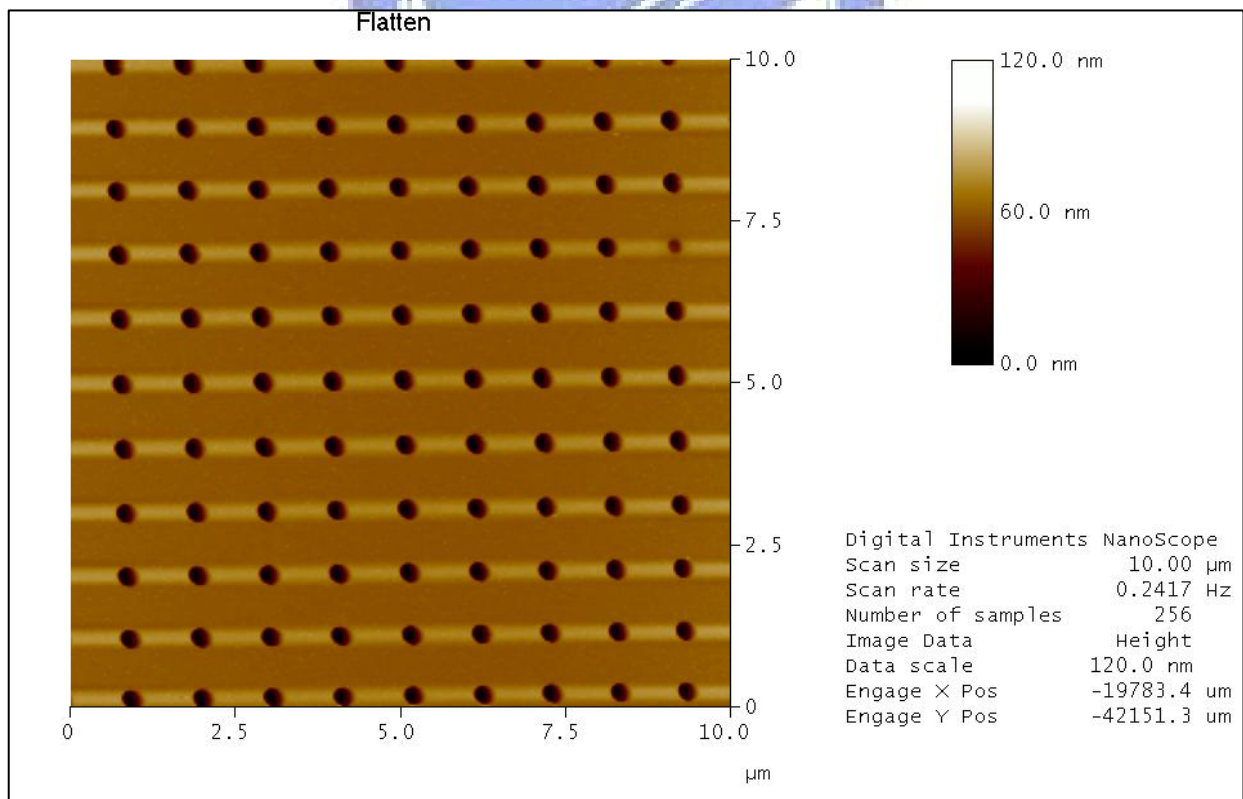 Flatten
10.0
7.5
5.0
2.5
0
0 2.5 5.0 7.5 10.0
µm
120.0 nm
60.0 nm
0.0 nm
Digital Instruments NanoScope
Scan size 10.00 µm
Scan rate 0.2417 Hz
Number of samples 256
Image Data Height
Data scale 120.0 nm
Engage X Pos -19783.4 um
Engage Y Pos -42151.3 um